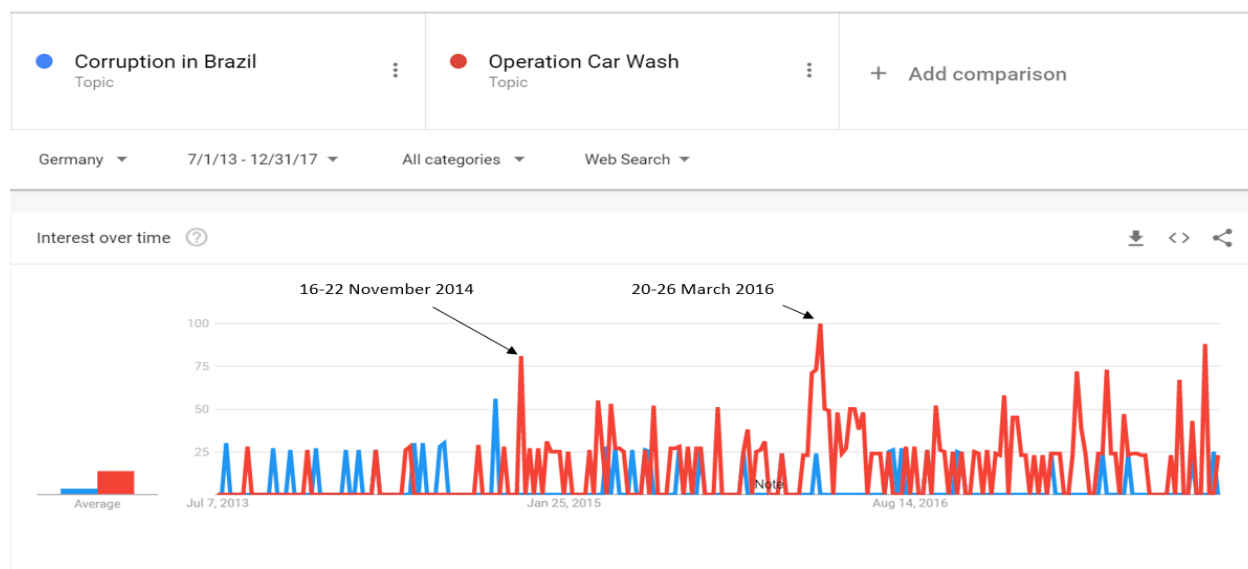 Corruption in Brazil
Topic
Operation Car Wash
Topic
+ Add comparison
Germany
7/1/13 - 12/31/17
All categories
Web Search
Interest over time
?
<>
16-22 November 2014
20-26 March 2016
100
75
50
25
Note
Average
Jul 7, 2013
Jan 25, 2015
Aug 14, 2016